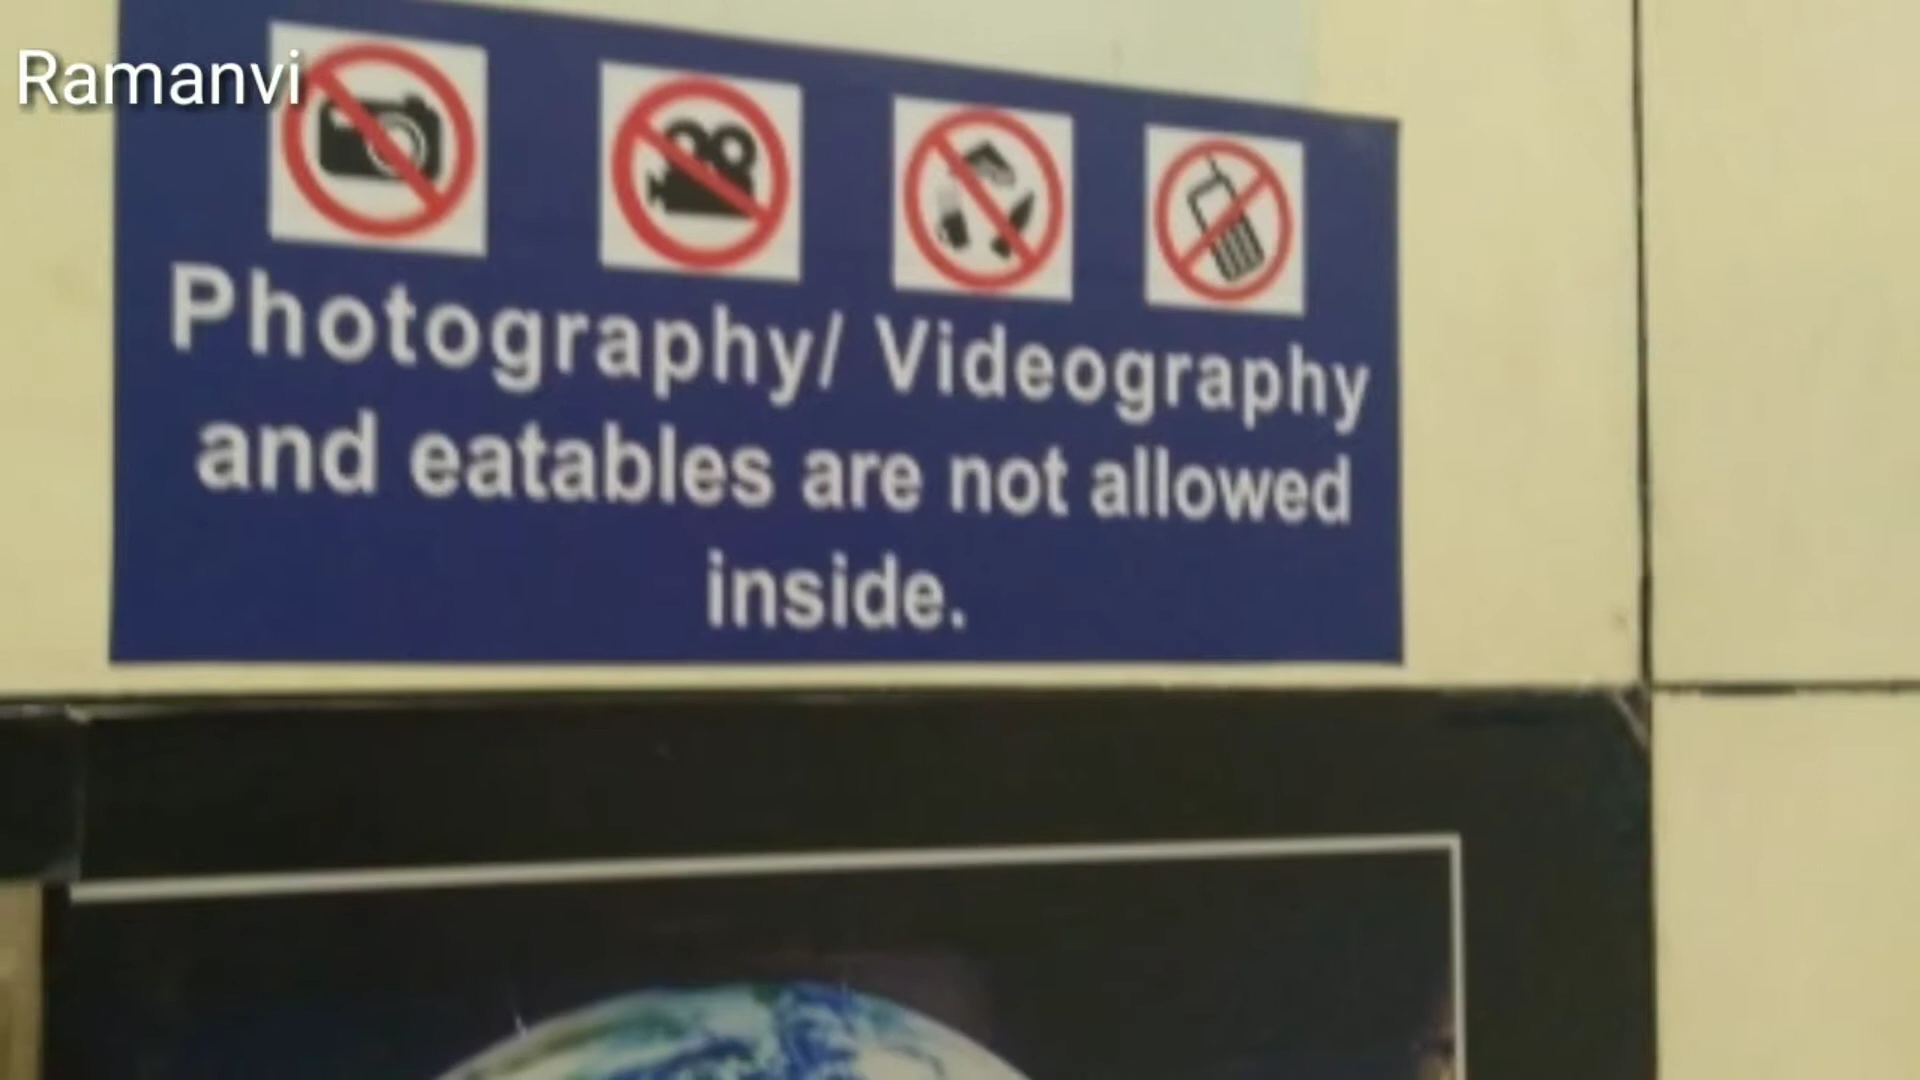 Ramanvi
Photography/ Videography
and eatables are not allowed
inside.